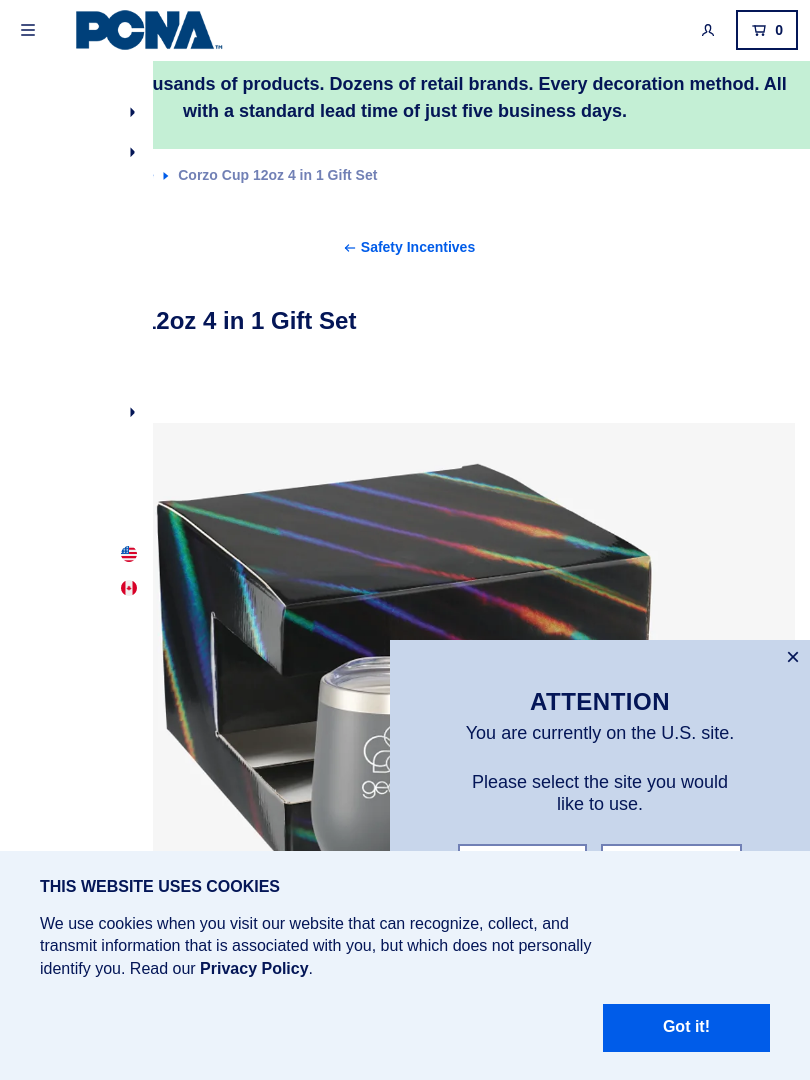 PCNA™
0
usands of products. Dozens of retail brands. Every decoration method. All
with a standard lead time of just five business days.
Corzo Cup 12oz 4 in 1 Gift Set
Safety Incentives
12oz 4 in 1 Gift Set
ATTENTION
You are currently on the U.S. site.
Please select the site you would
like to use.
THIS WEBSITE USES COOKIES
We use cookies when you visit our website that can recognize, collect, and
transmit information that is associated with you, but which does not personally
identify you. Read our Privacy Policy.
Got it!